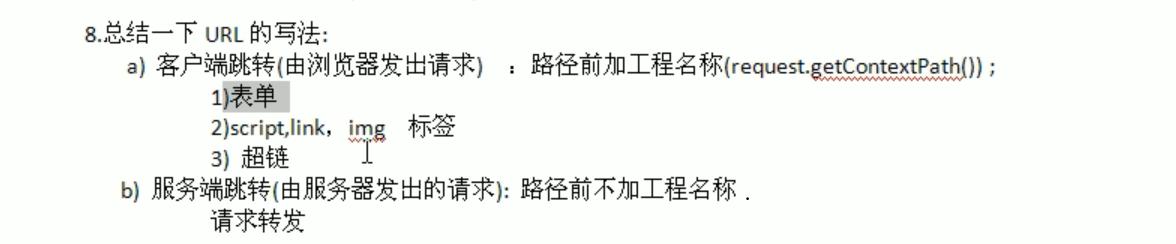 8.总结一下 URL 的写法:
a) 客户端跳转(由浏览器发出请求) ：路径前加工程名称(request.getContextPath()) ;
1)表单
2)script,link，img 标签
3) 超链
b) 服务端跳转(由服务器发出的请求): 路径前不加工程名称 .
请求转发